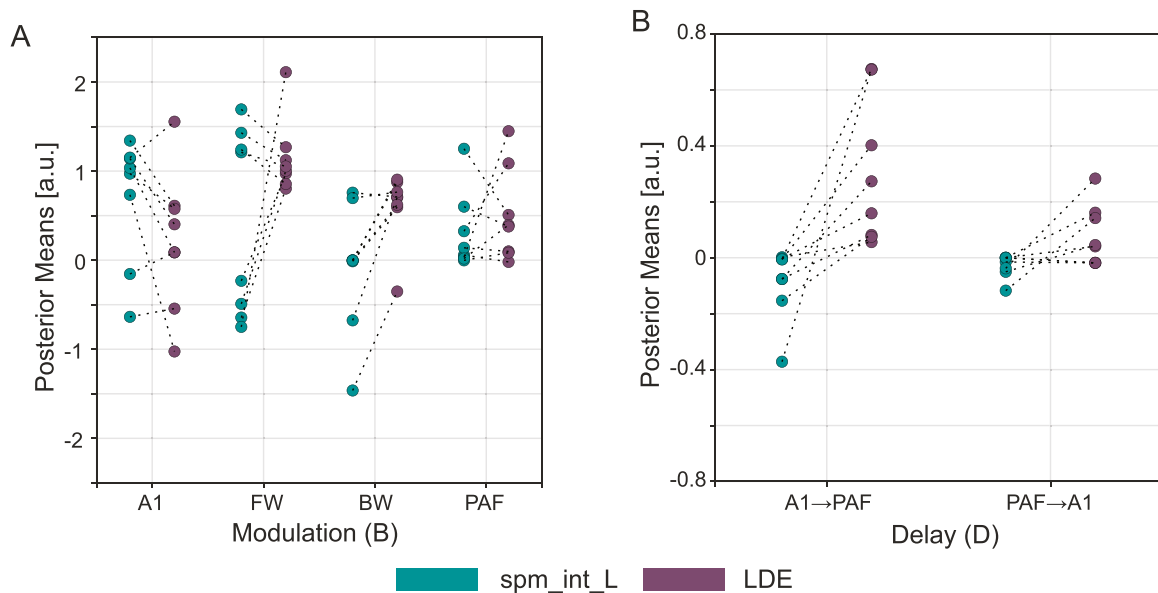 A
Posterior Means [a.u.]
2
1
0
-1
-2
A1 FW BW PAF
Modulation (B)
B
Posterior Means [a.u.]
0.8
0.4
0
-0.4
-0.8
A1→PAF PAF→A1
Delay (D)
spm_int_L LDE